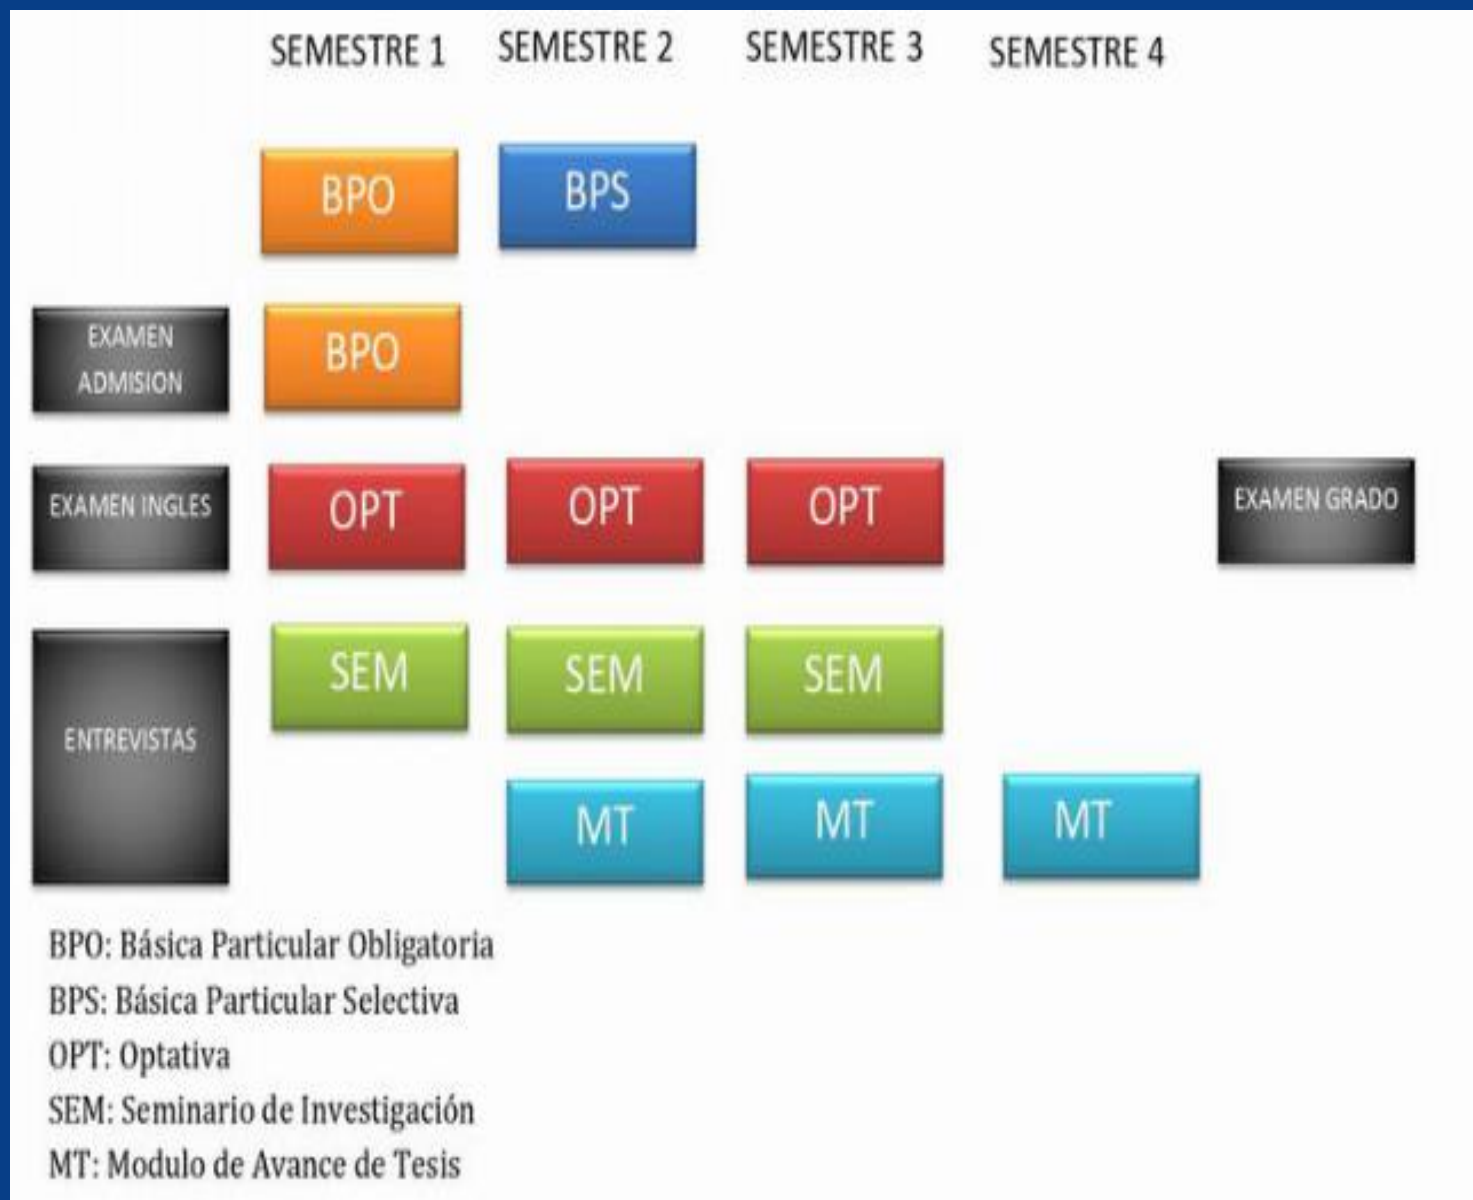 SEMESTRE 1 SEMESTRE 2 SEMESTRE 3 SEMESTRE 4
BPO BPS
EXAMEN
ADMISION
BPO
EXAMEN INGLES OPT OPT OPT EXAMEN GRADO
SEM SEM SEM
ENTREVISTAS
MT MT MT
BPO: Básica Particular Obligatoria
BPS: Básica Particular Selectiva
OPT: Optativa
SEM: Seminario de Investigación
MT: Modulo de Avance de Tesis